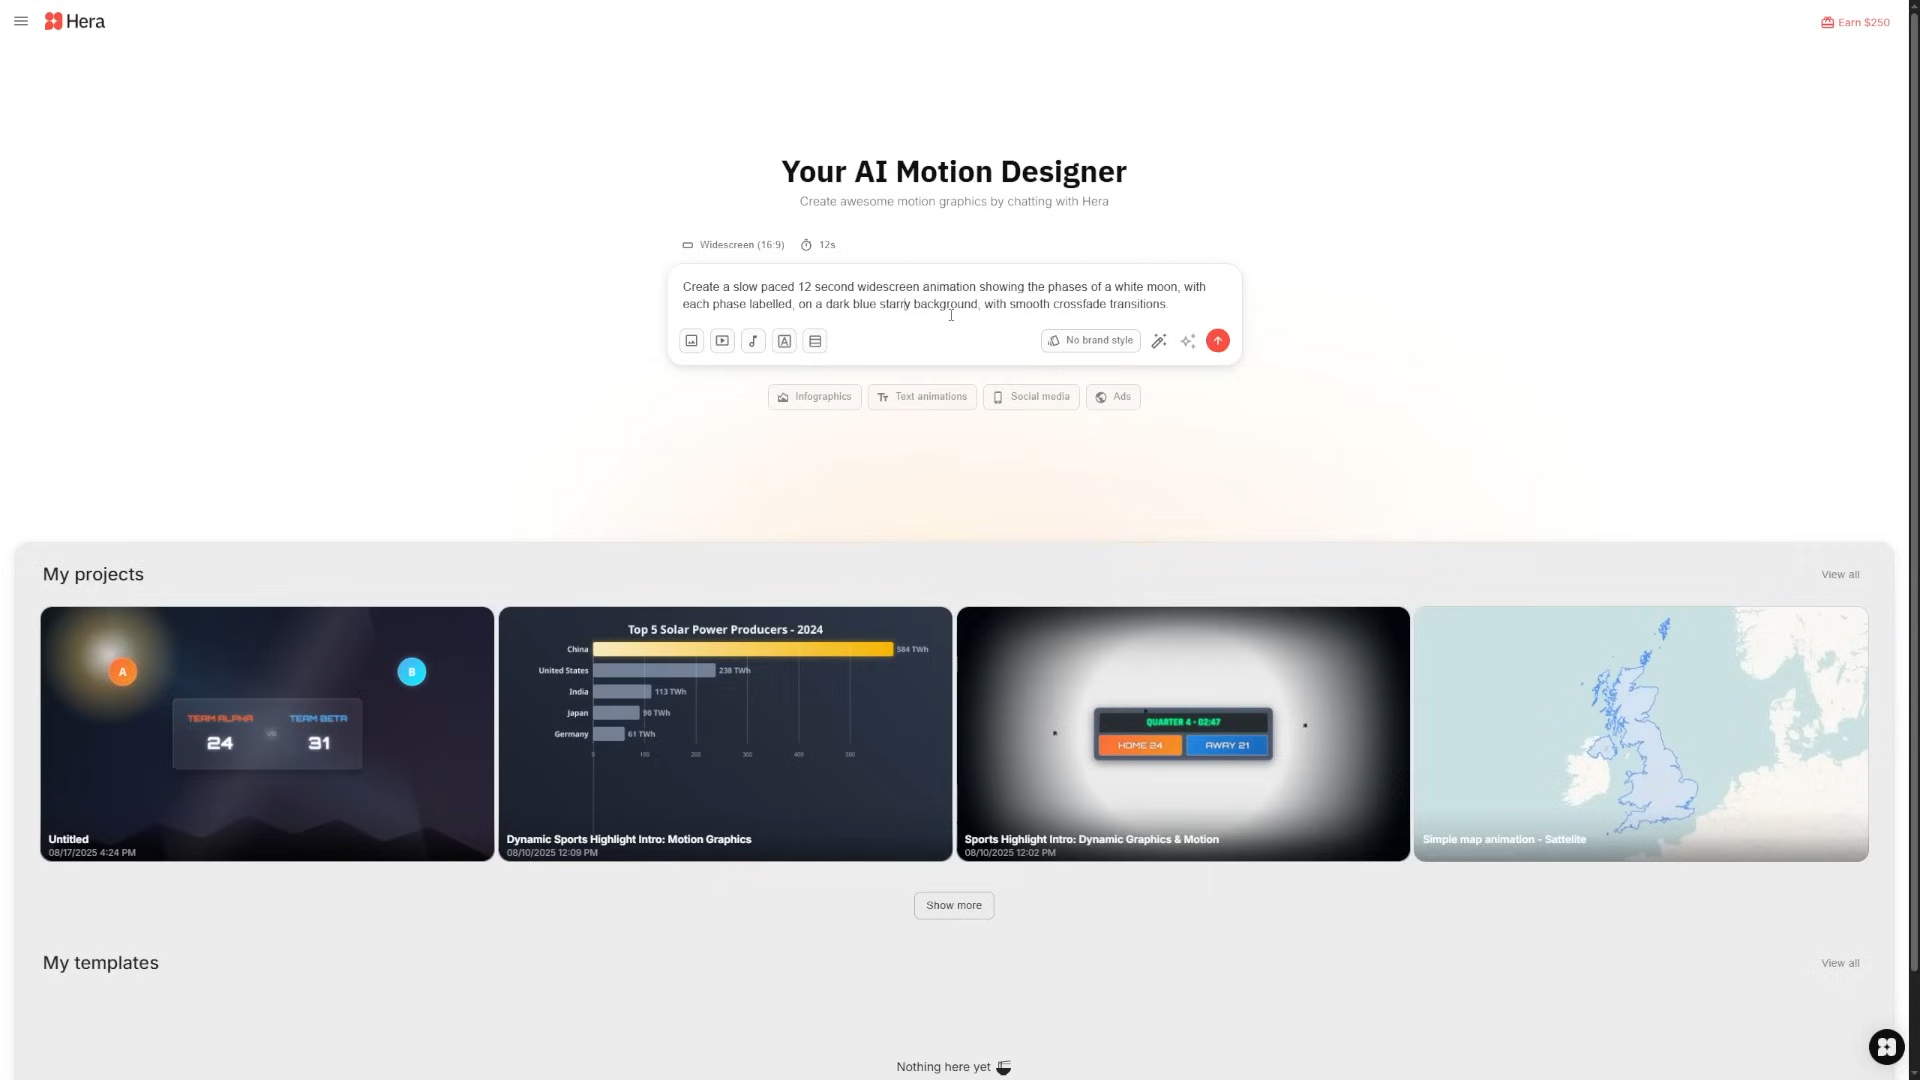 Hera
Earn $250
Your AI Motion Designer
Create awesome motion graphics by chatting with Hera
Widescreen (16:9) 12s
Create a slow paced 12 second widescreen animation showing the phases of a white moon, with
each phase labelled, on a dark blue starry background, with smooth crossfade transitions.
No brand style
Infographics Text animations Social media Ads
My projects
View all
A
B
TEAM ALPHA VS TEAM BETA
24 31
Untitled
08/17/2025 4:24 PM
Top 5 Solar Power Producers - 2024
China 584 TWh
United States 238 TWh
India 113 TWh
Japan 90 TWh
Germany 61 TWh
0 100 200 300 400 500
Dynamic Sports Highlight Intro: Motion Graphics
08/10/2025 12:09 PM
QUARTER 4 • 02:47
HOME 24 AWAY 21
Sports Highlight Intro: Dynamic Graphics & Motion
08/10/2025 12:02 PM
Simple map animation - Sattelite
Show more
My templates
View all
Nothing here yet